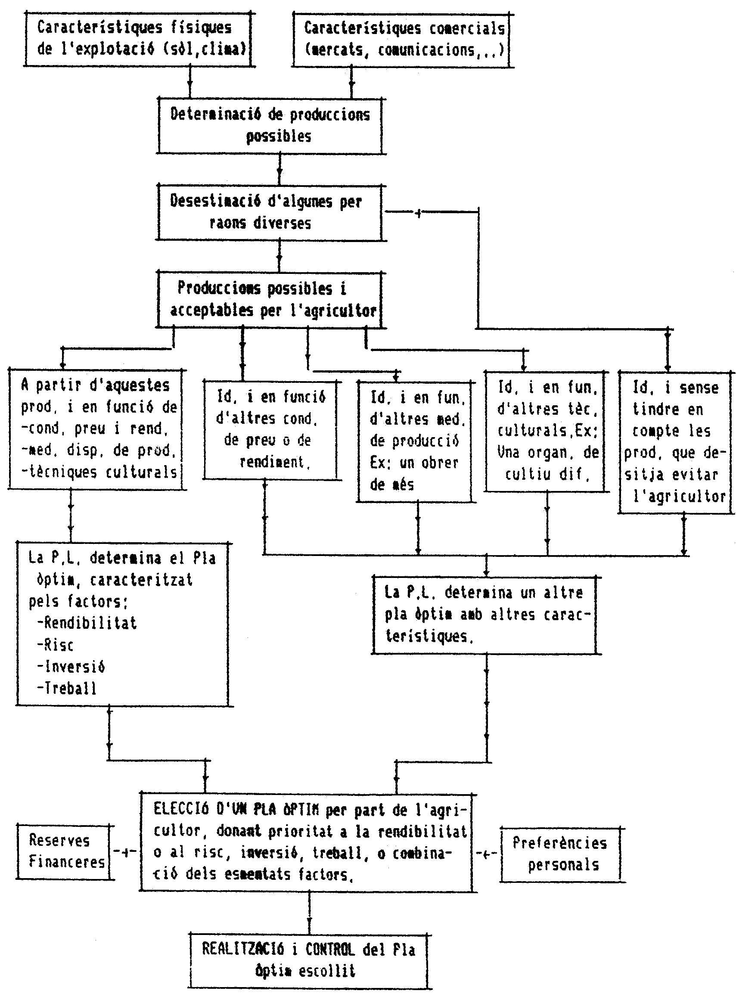 Característiques físiques
de l'explotació (sòl,clima)
Característiques comercials
(mercats, comunicacions,..)
Determinació de produccions
possibles
Desestimació d'algunes per
raons diverses
Produccions possibles i
acceptables per l'agricultor
A partir d'aquestes
prod. i en funció de
-cond. preu i rend.
-med. disp. de prod.
-tècniques culturals
Id. i en funció
d'altres cond.
de preu o de
rendiment.
Id. i en fun.
d'altres med.
de producció
Ex: un obrer
de més
Id. i en fun.
d'altres tèc.
culturals.Ex:
Una organ. de
cultiu dif.
Id. i sense
tindre en
compte les
prod. que de-
sitja evitar
l'agricultor
La P.L. determina el Pla
òptim, caracteritzat
pels factors:
-Rendibilitat
-Risc
-Inversió
-Treball
La P.L. determina un altre
pla òptim amb altres carac-
terístiques.
ELECCIó D'UN PLA òPTIM per part de l'agri-
cultor, donant prioritat a la rendibilitat
o al risc, inversió, treball, o combina-
ció dels esmentats factors.
Reserves
Financeres
Preferències
personals
REALITZACIó i CONTROL del Pla
òptim escollit